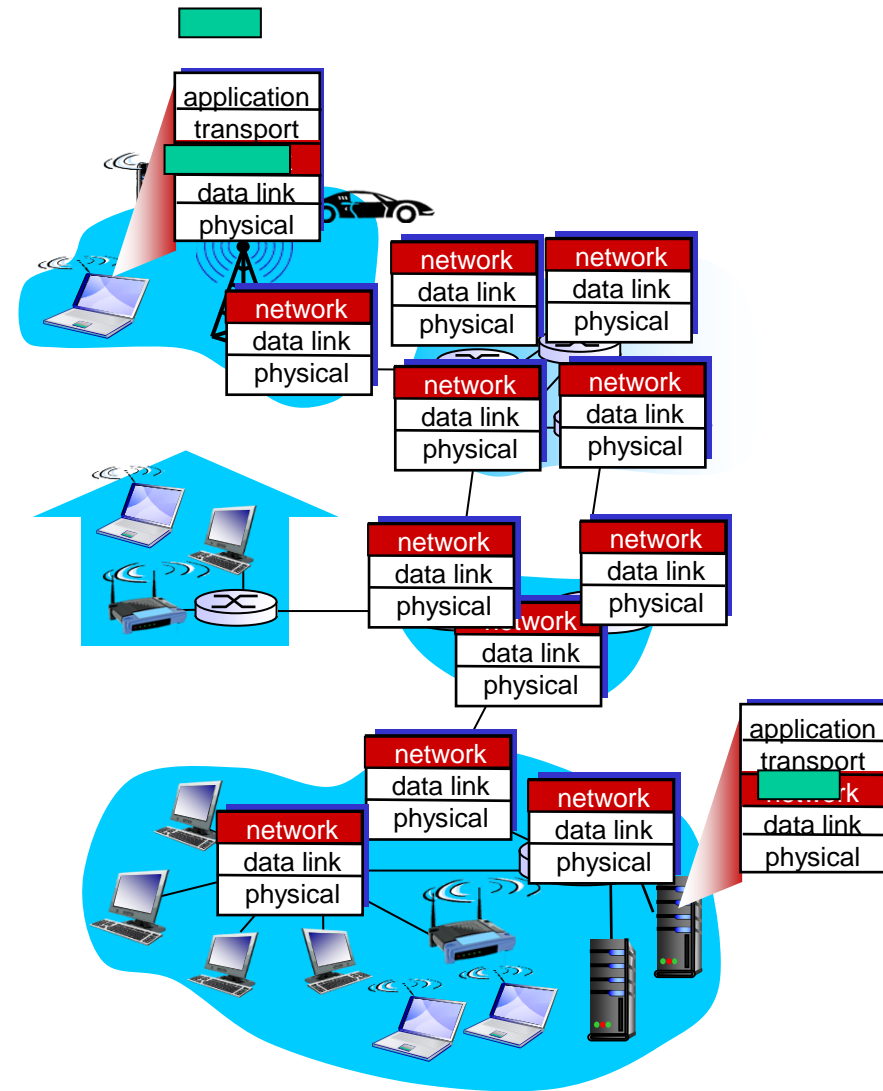 application
transport
data link
physical
network
data link
physical
network
data link
physical
network
data link
physical
network
data link
physical
network
data link
physical
network
data link
physical
network
data link
physical
network
data link
physical
application
transport
network
data link
physical
network
data link
physical
network
data link
physical
network
data link
physical